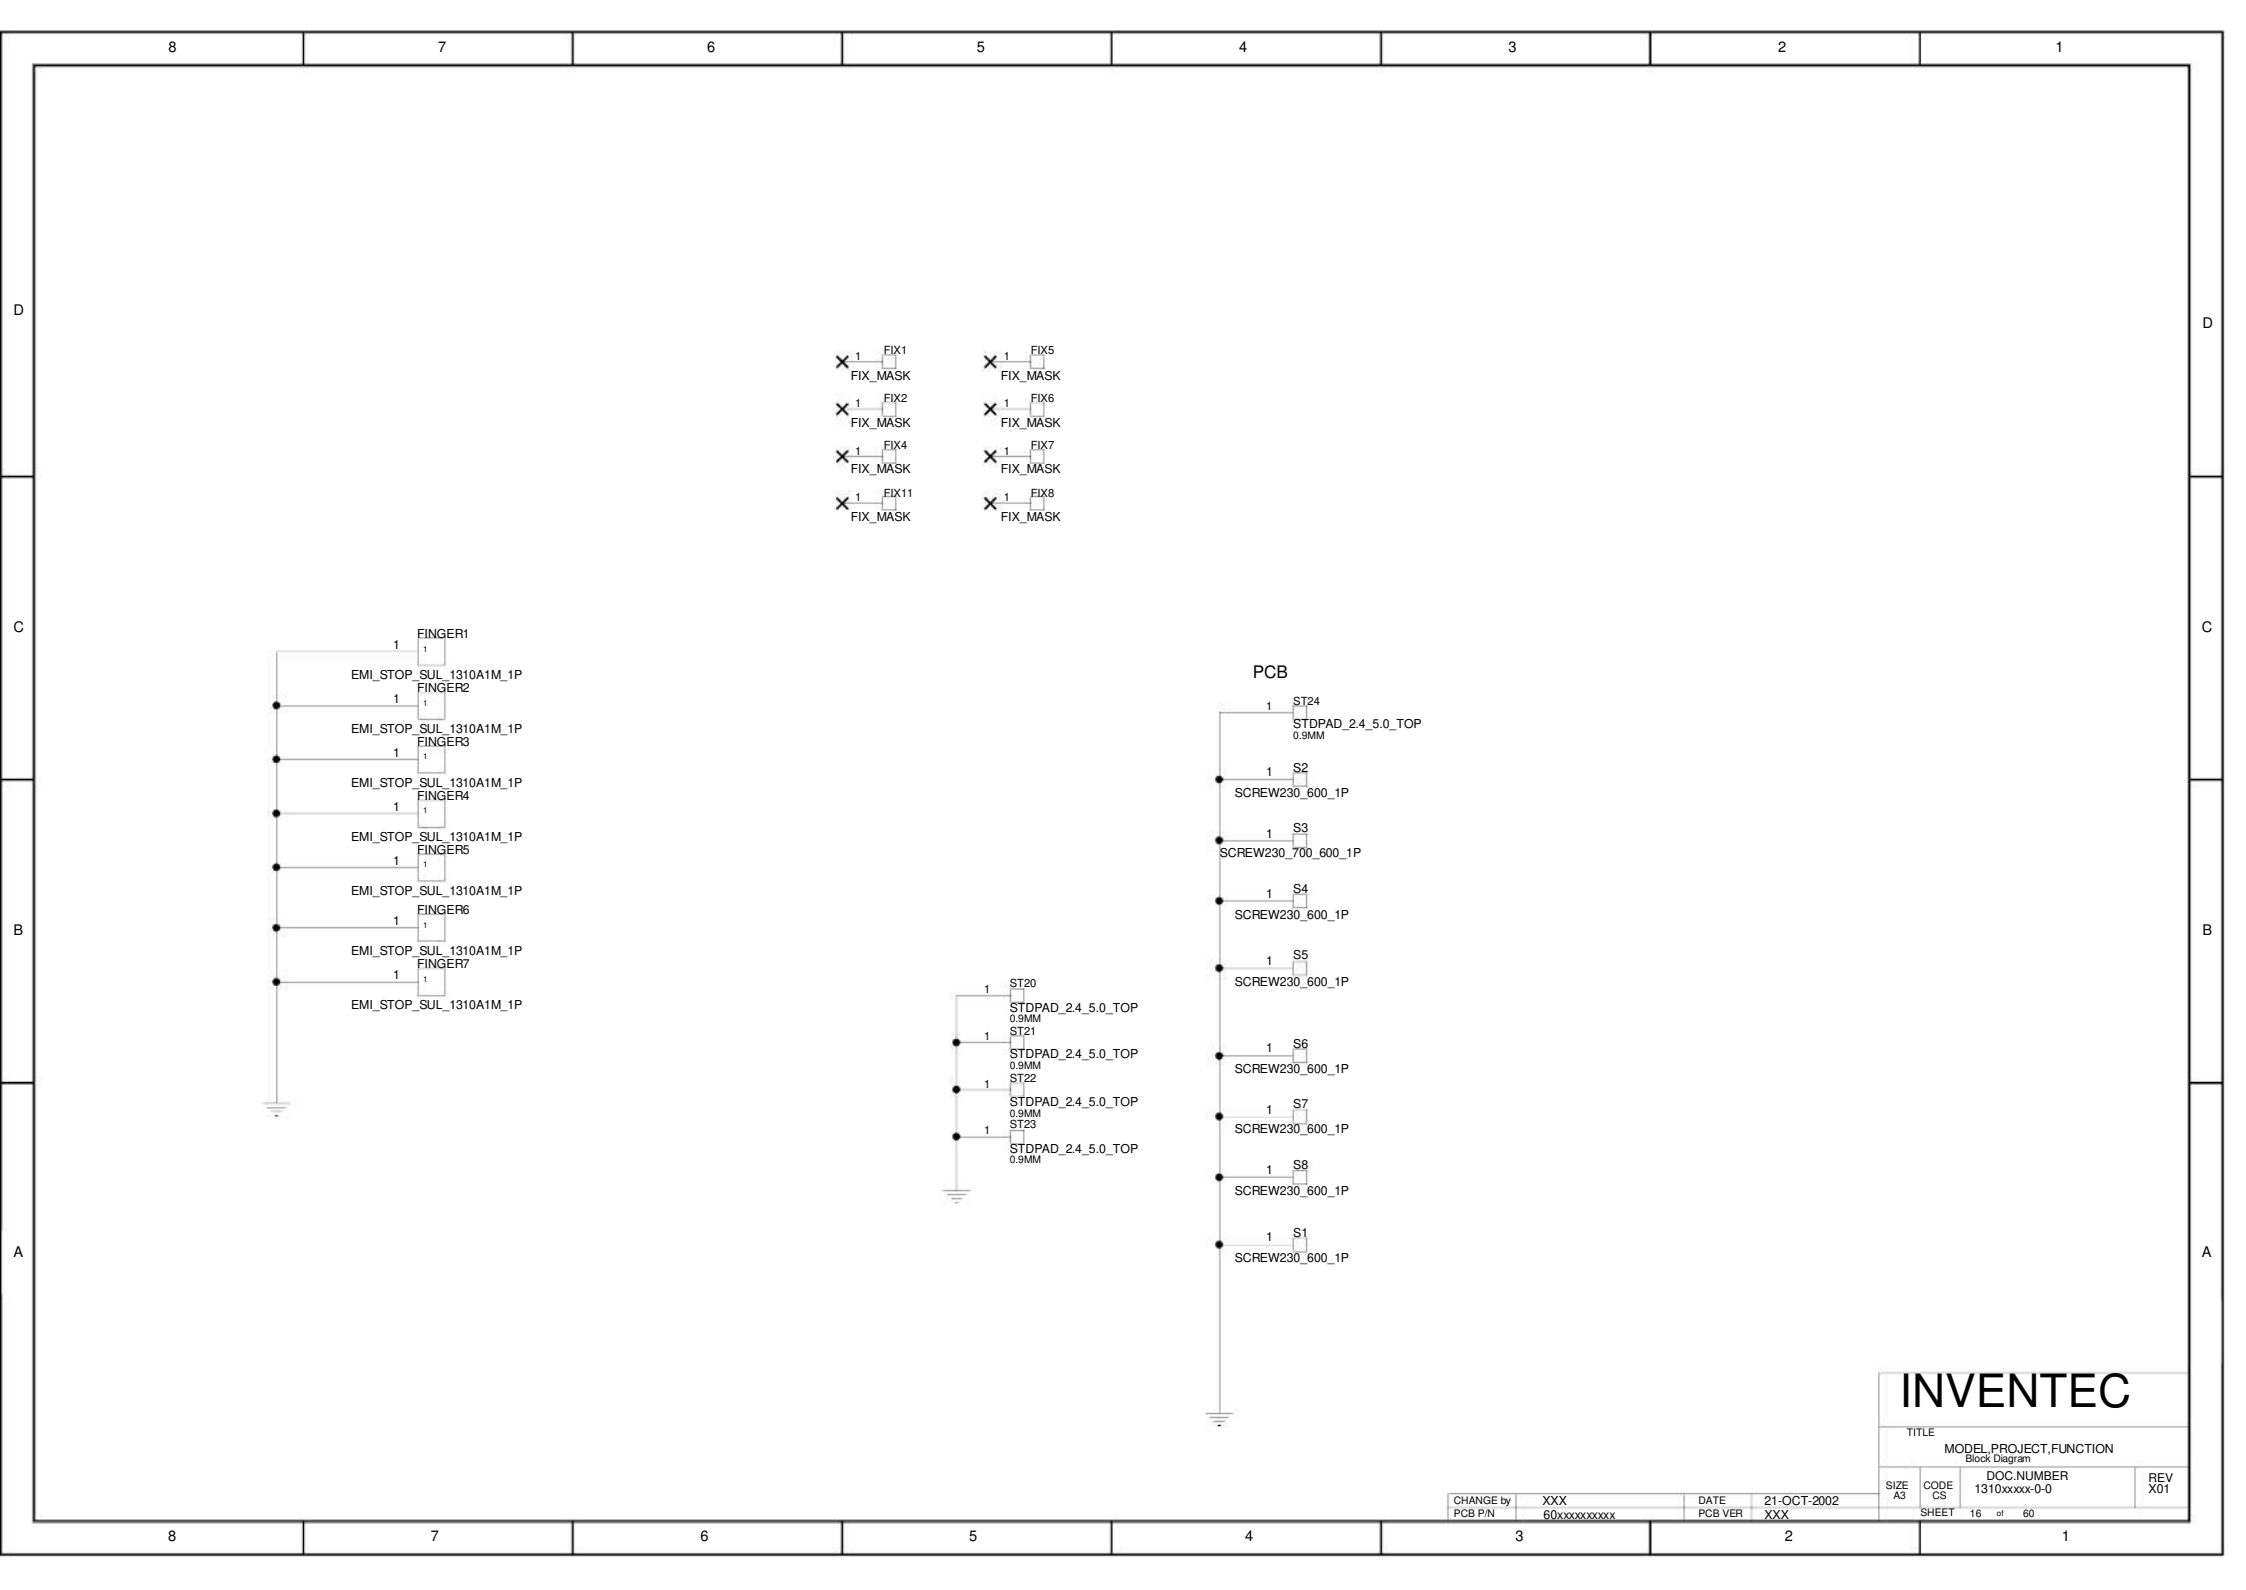 8 7 6 5 4 3 2 1
D
D
1 FIX1
FIX_MASK
1 FIX5
FIX_MASK
1 FIX2
FIX_MASK
1 FIX6
FIX_MASK
1 FIX4
FIX_MASK
1 FIX7
FIX_MASK
1 FIX11
FIX_MASK
1 FIX8
FIX_MASK
C
C
1 FINGER1
1
EMI_STOP_SUL_1310A1M_1P
1 FINGER2
1
EMI_STOP_SUL_1310A1M_1P
1 FINGER3
1
EMI_STOP_SUL_1310A1M_1P
1 FINGER4
1
EMI_STOP_SUL_1310A1M_1P
1 FINGER5
1
EMI_STOP_SUL_1310A1M_1P
1 FINGER6
1
EMI_STOP_SUL_1310A1M_1P
1 FINGER7
1
EMI_STOP_SUL_1310A1M_1P
B
B
1 ST20
STDPAD_2.4_5.0_TOP
0.9MM
1 ST21
STDPAD_2.4_5.0_TOP
0.9MM
1 ST22
STDPAD_2.4_5.0_TOP
0.9MM
1 ST23
STDPAD_2.4_5.0_TOP
0.9MM
PCB
1 ST24
STDPAD_2.4_5.0_TOP
0.9MM
1 S2
SCREW230_600_1P
1 S3
SCREW230_700_600_1P
1 S4
SCREW230_600_1P
1 S5
SCREW230_600_1P
1 S6
SCREW230_600_1P
1 S7
SCREW230_600_1P
1 S8
SCREW230_600_1P
1 S1
SCREW230_600_1P
A
A
INVENTEC
TITLE
MODEL,PROJECT,FUNCTION
Block Diagram
SIZE
A3
CODE
CS
DOC.NUMBER
1310xxxxx-0-0
REV
X01
CHANGE by XXX DATE 21-OCT-2002
PCB P/N 60xxxxxxxxxx PCB VER XXX
SHEET 16 of 60
8 7 6 5 4 3 2 1